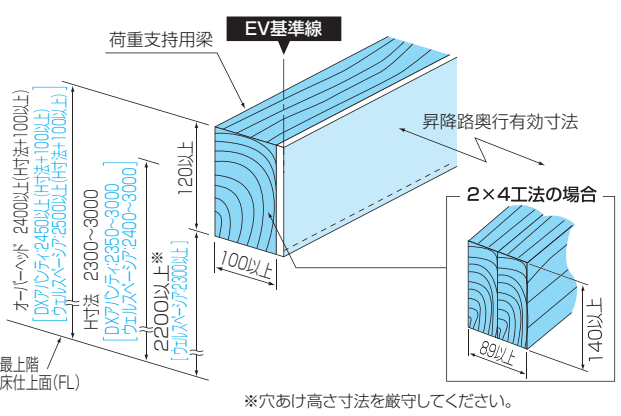 荷重支持用梁
EV基準線
昇降路奥行有効寸法
オーバーヘッド 2400以上(H寸法+100以上)
[DXアバンティ:2450以上(H寸法+100以上)
ウェルスペーシア:2500以上(H寸法+100以上)]
H寸法 2300~3000
[DXアバンティ:2350~3000
ウェルスペーシア:2400~3000]
2200以上※
[ウェルスペーシア2300以上]
120以上
100以上
2×4工法の場合
89以上
140以上
最上階
床仕上面(FL)
※穴あけ高さ寸法を厳守してください。